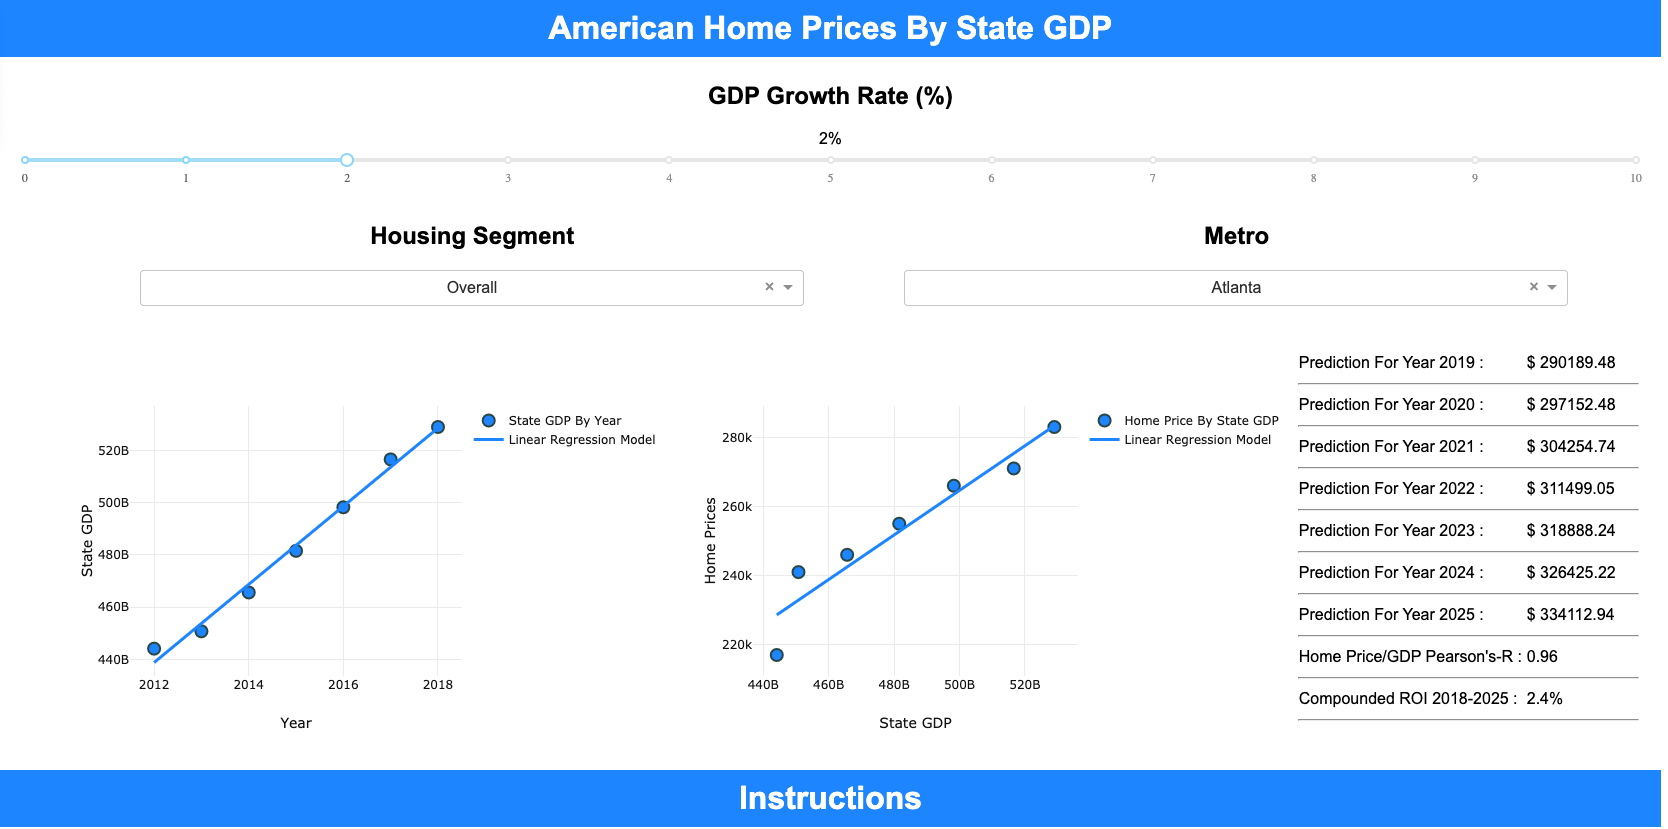 American Home Prices By State GDP
GDP Growth Rate (%)
2%
0 1 2 3 4 5 6 7 8 9 10
Housing Segment
Metro
Overall × 
Atlanta ×
State GDP By Year
Linear Regression Model
State GDP
520B
500B
480B
460B
440B
2012 2014 2016 2018
Year
Home Price By State GDP
Linear Regression Model
Home Prices
280k
260k
240k
220k
440B 460B 480B 500B 520B
State GDP
Prediction For Year 2019 : $ 290189.48
Prediction For Year 2020 : $ 297152.48
Prediction For Year 2021 : $ 304254.74
Prediction For Year 2022 : $ 311499.05
Prediction For Year 2023 : $ 318888.24
Prediction For Year 2024 : $ 326425.22
Prediction For Year 2025 : $ 334112.94
Home Price/GDP Pearson's-R : 0.96
Compounded ROI 2018-2025 : 2.4%
Instructions